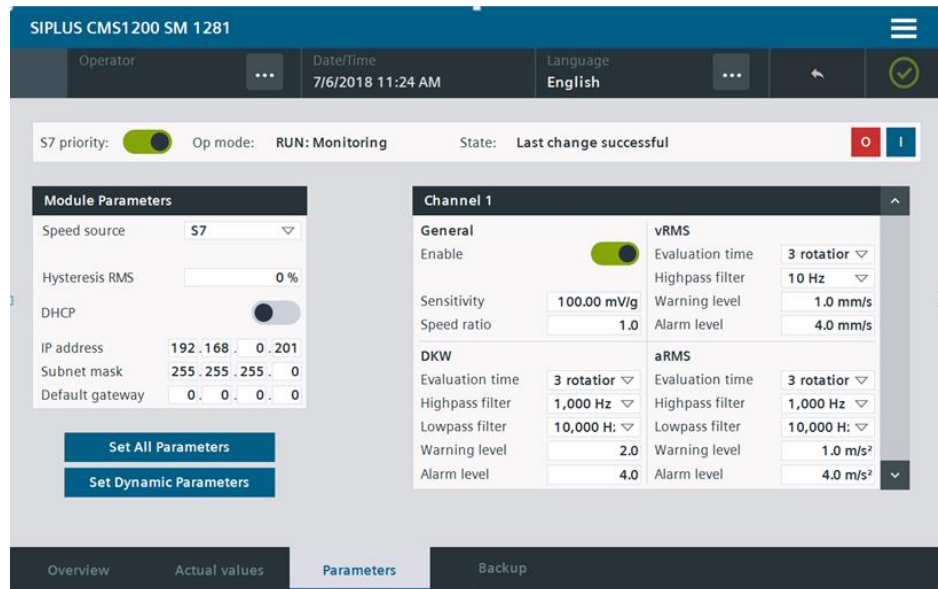 SIPLUS CMS1200 SM 1281
Operator
...
Date/Time
7/6/2018 11:24 AM
Language
English
...
S7 priority:
Op mode: RUN: Monitoring
State: Last change successful
O I
Module Parameters
Speed source S7
Hysteresis RMS 0 %
DHCP
IP address 192.168. 0.201
Subnet mask 255.255.255. 0
Default gateway 0. 0. 0. 0
Set All Parameters
Set Dynamic Parameters
Channel 1
General
Enable
Sensitivity 100.00 mV/g
Speed ratio 1.0
vRMS
Evaluation time 3 rotatior
Highpass filter 10 Hz
Warning level 1.0 mm/s
Alarm level 4.0 mm/s
DKW
Evaluation time 3 rotatior
Highpass filter 1,000 Hz
Lowpass filter 10,000 H:
Warning level 2.0
Alarm level 4.0
aRMS
Evaluation time 3 rotatior
Highpass filter 1,000 Hz
Lowpass filter 10,000 H:
Warning level 1.0 m/s²
Alarm level 4.0 m/s²
Overview
Actual values
Parameters
Backup